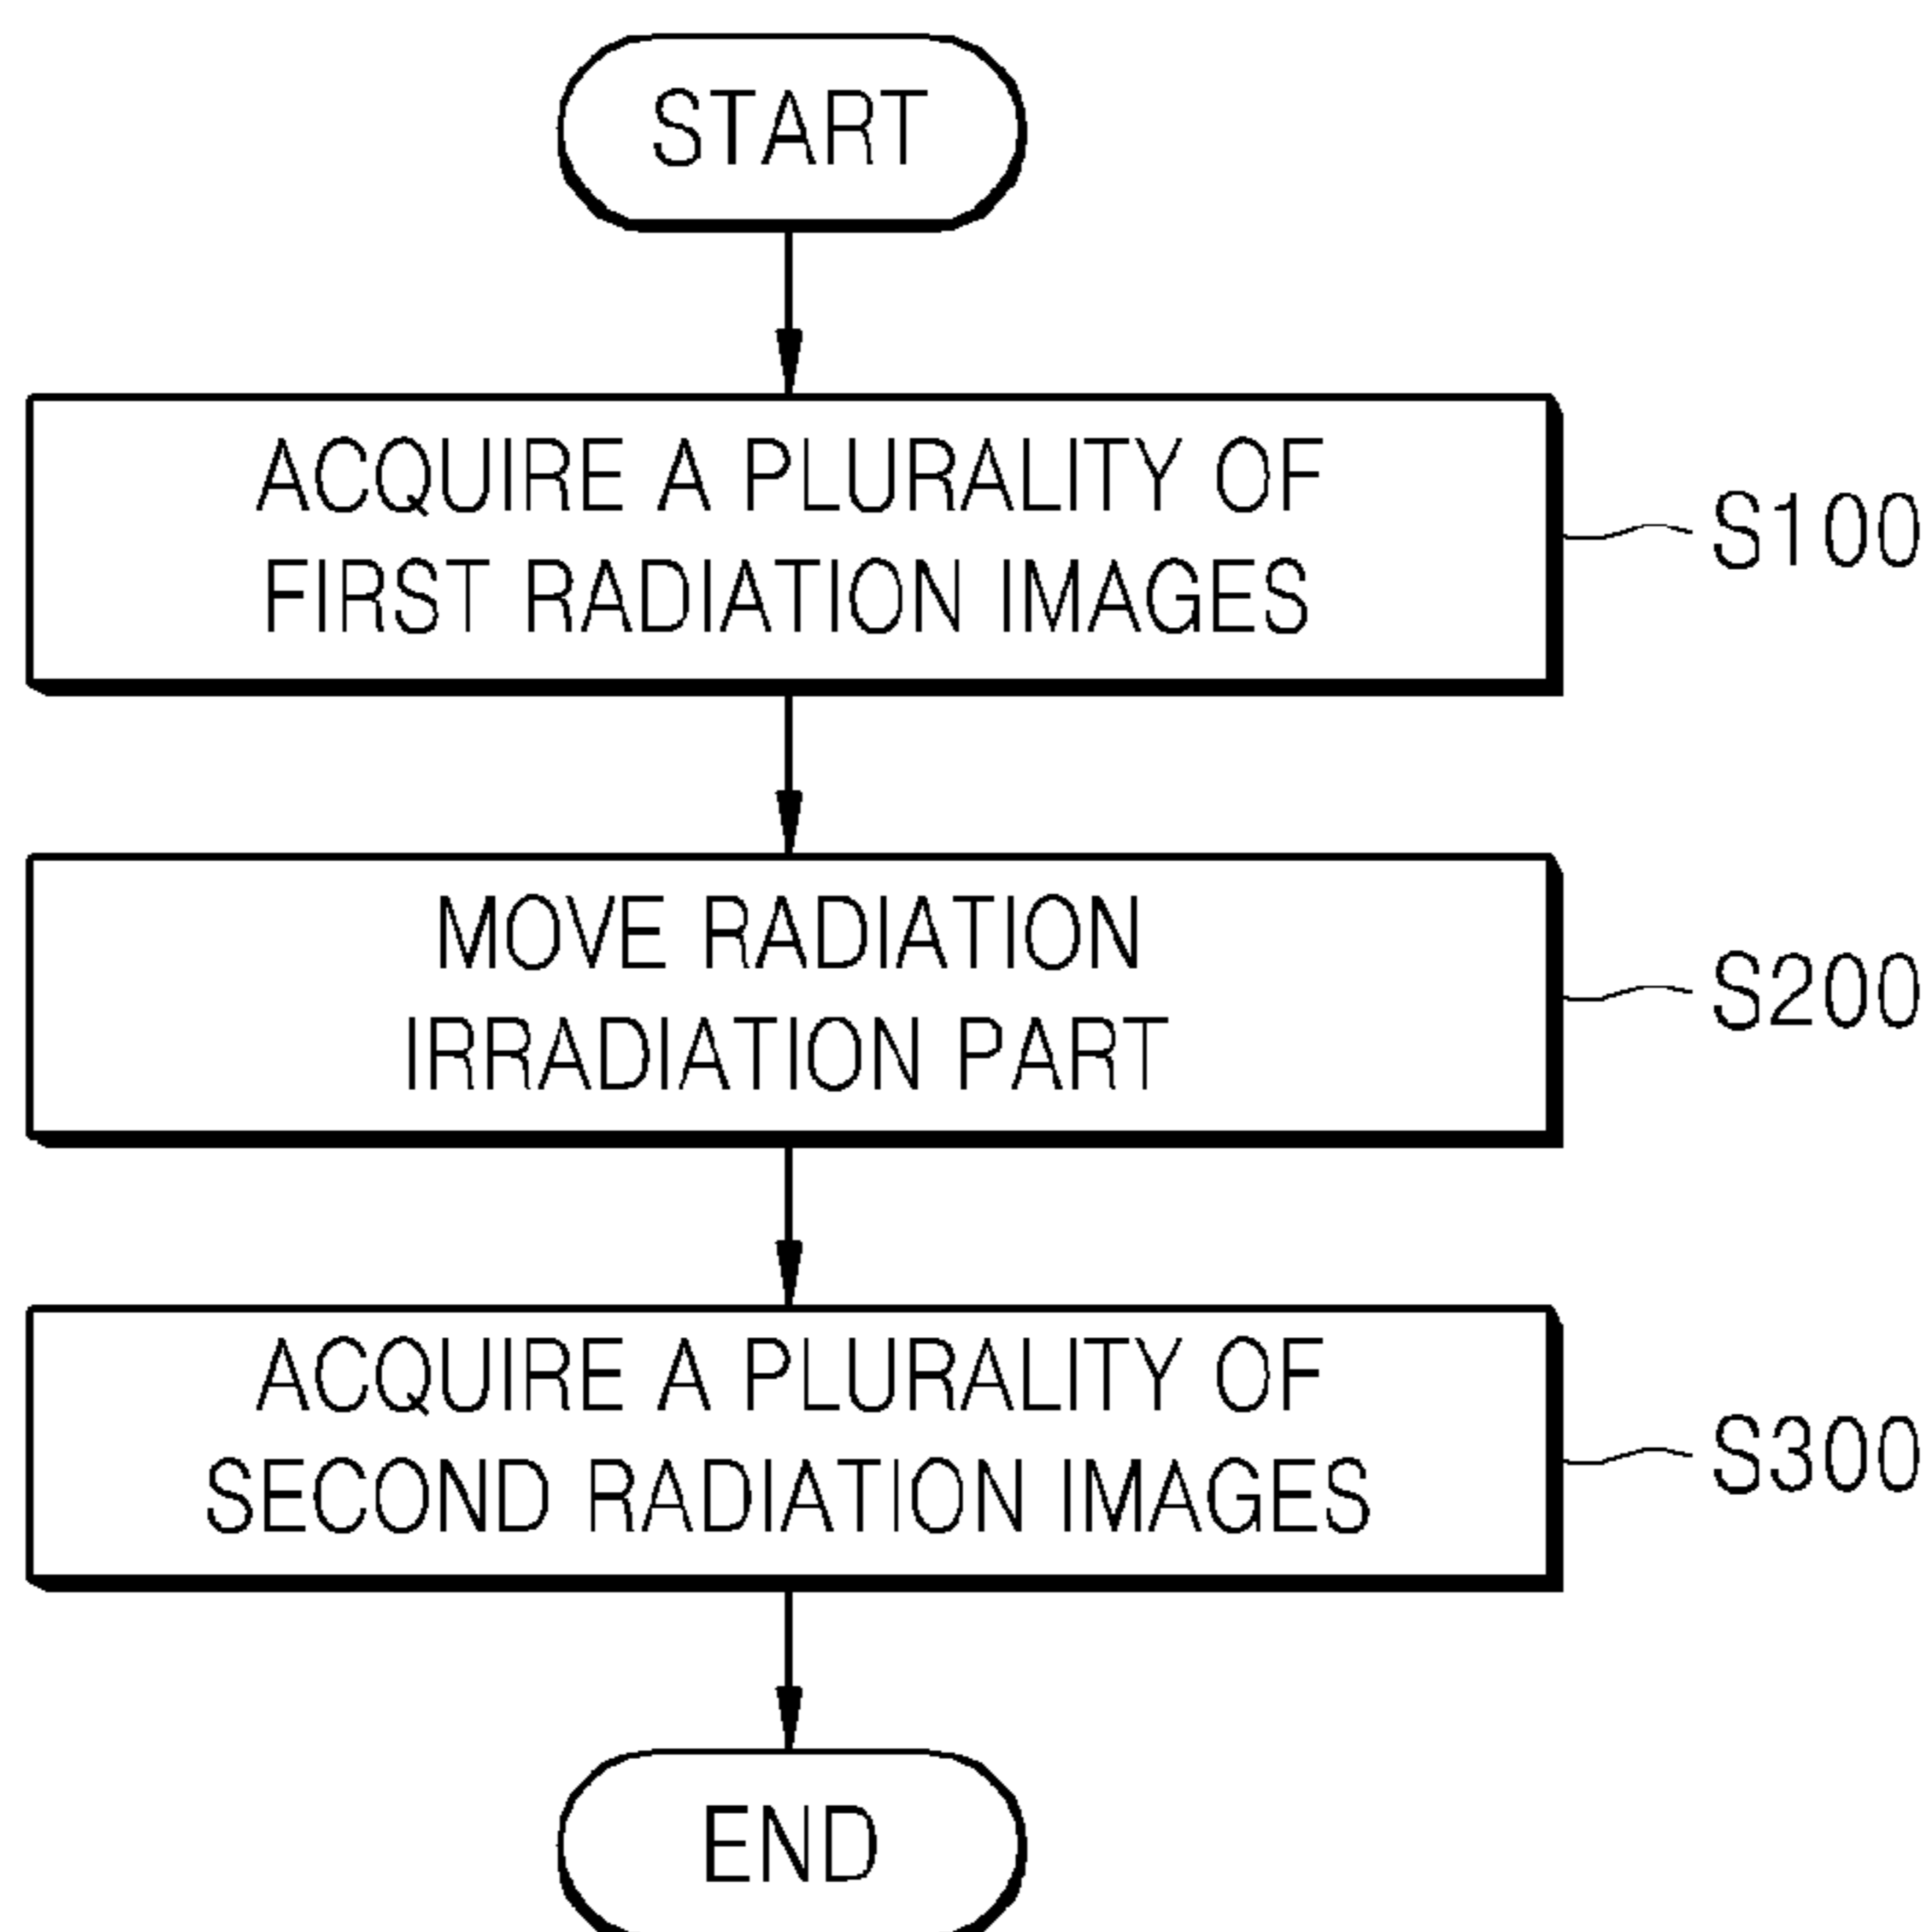 START
ACQUIRE A PLURALITY OF
FIRST RADIATION IMAGES
S100
MOVE RADIATION
IRRADIATION PART
S200
ACQUIRE A PLURALITY OF
SECOND RADIATION IMAGES
S300
END